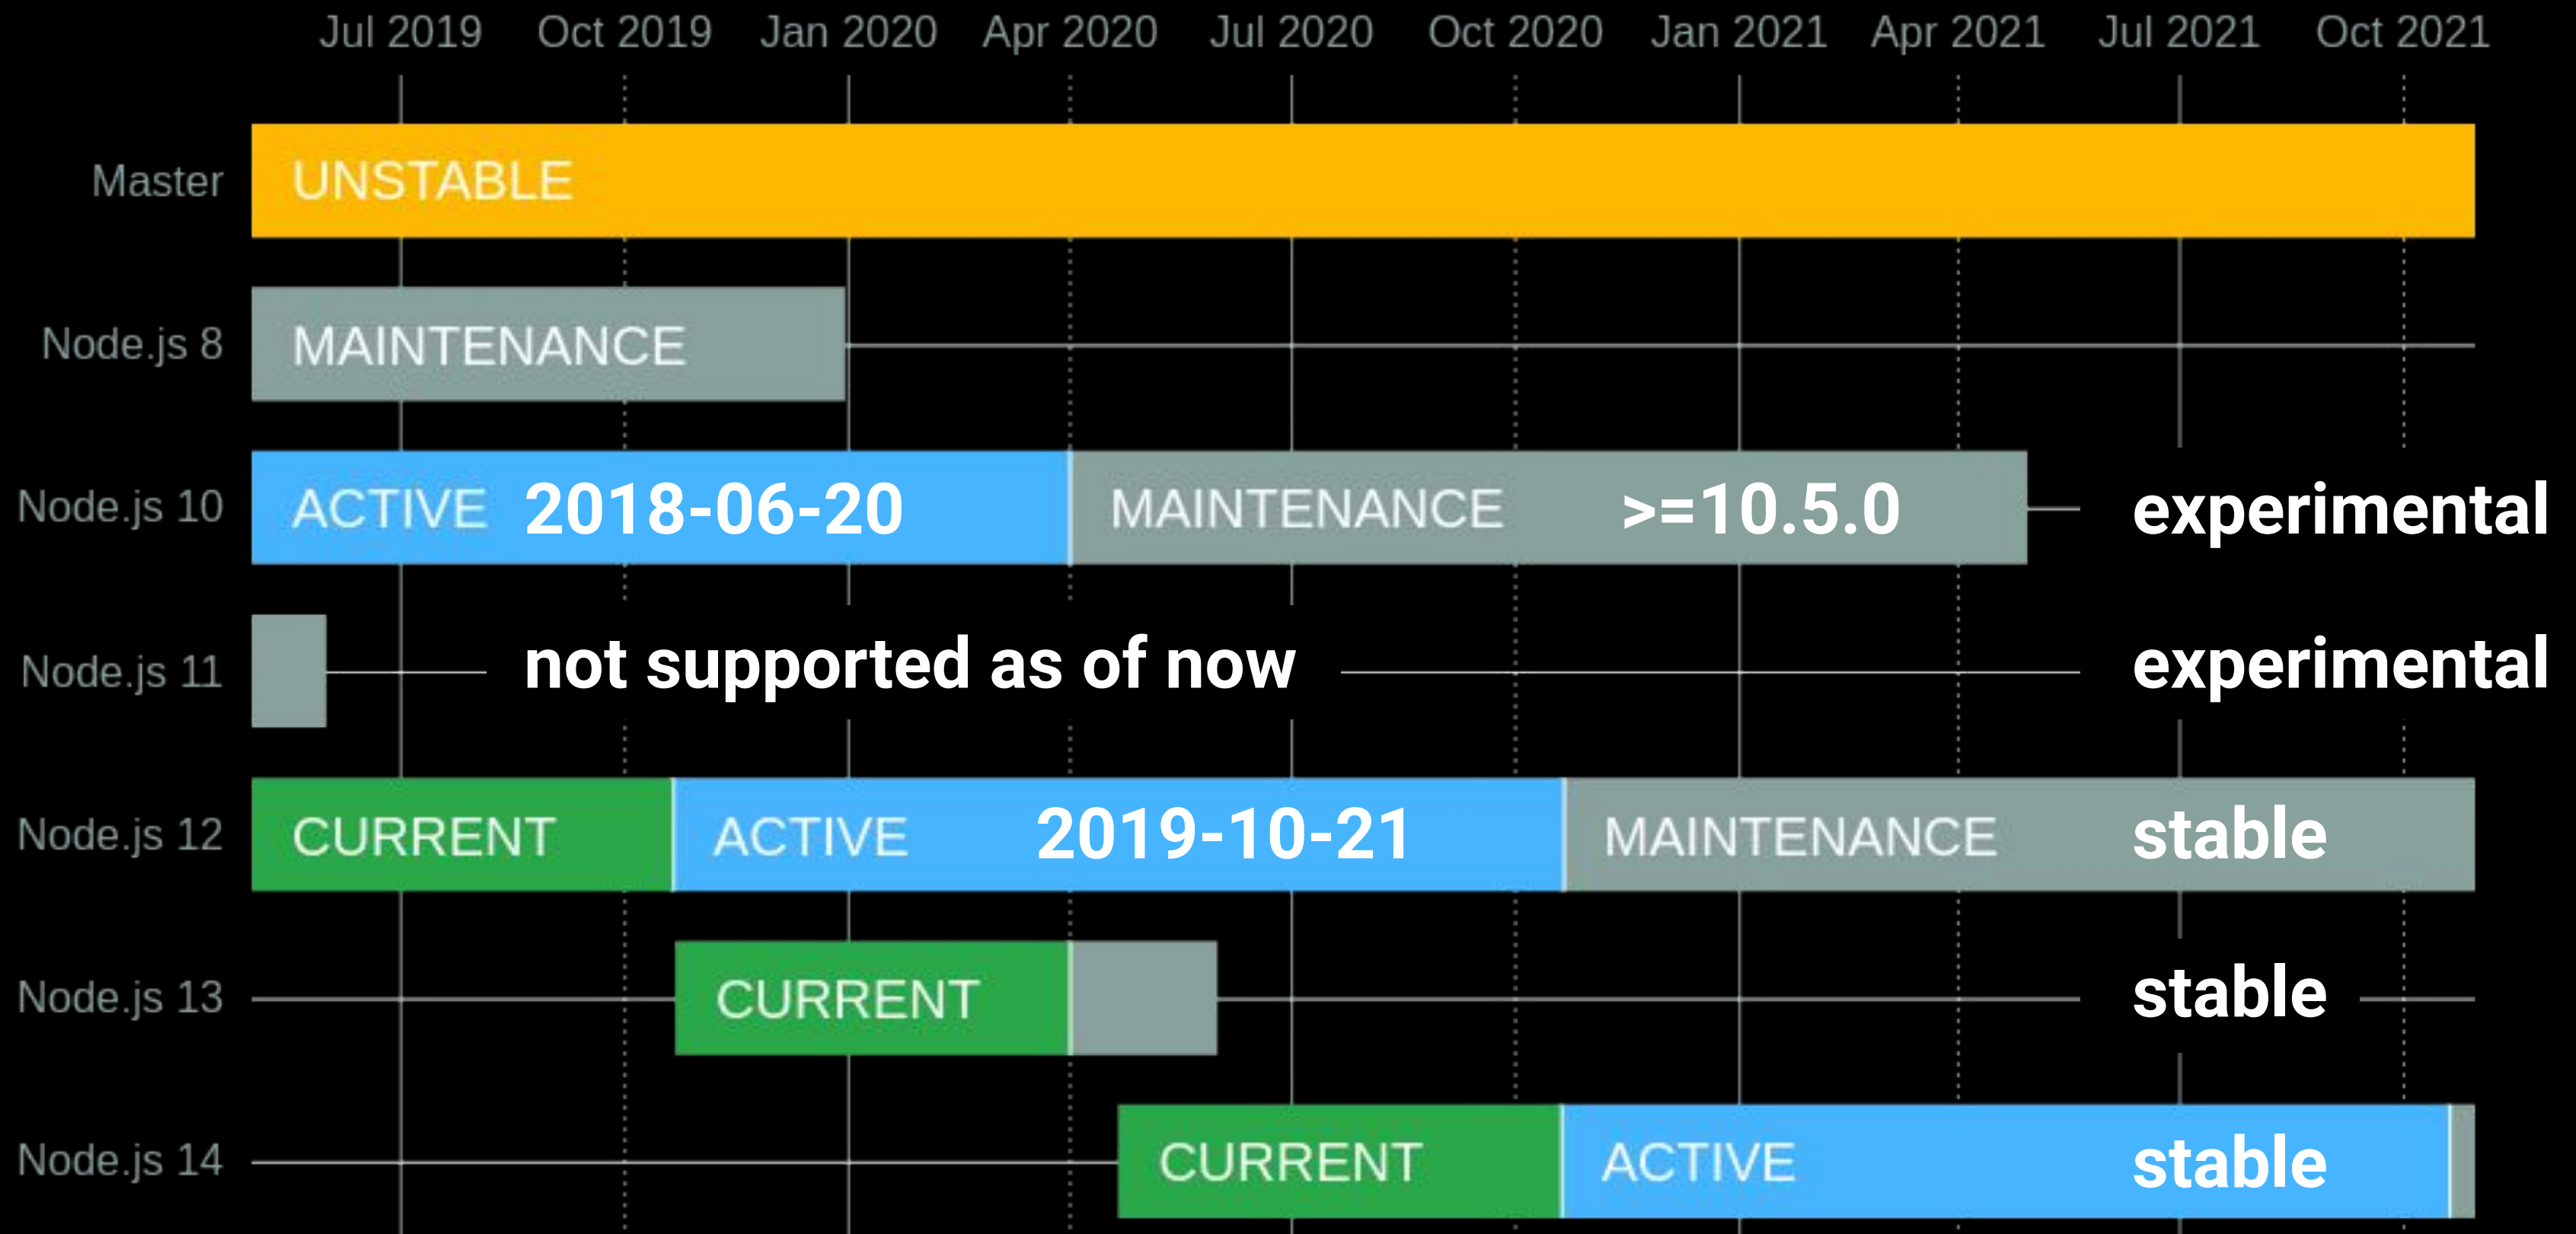 Jul 2019 Oct 2019 Jan 2020 Apr 2020 Jul 2020 Oct 2020 Jan 2021 Apr 2021 Jul 2021 Oct 2021
Master UNSTABLE
Node.js 8 MAINTENANCE
Node.js 10 ACTIVE 2018-06-20 MAINTENANCE >=10.5.0 experimental
Node.js 11 not supported as of now experimental
Node.js 12 CURRENT ACTIVE 2019-10-21 MAINTENANCE stable
Node.js 13 CURRENT stable
Node.js 14 CURRENT ACTIVE stable